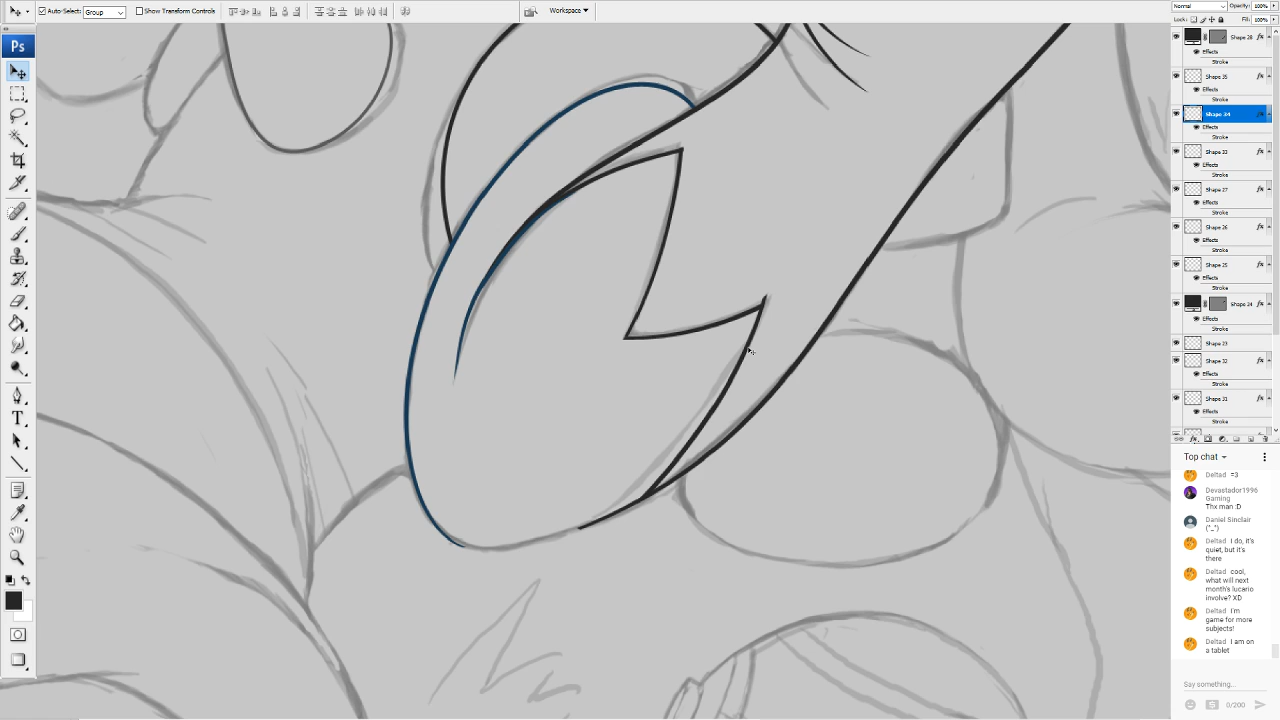 Auto-Select: Group Show Transform Controls Workspace
Normal Opacity: 100%
Lock: Fill: 100%
Ps
Shape 28
Effects
Stroke
Shape 35
Effects
Stroke
Shape 34
Effects
Stroke
Shape 33
Effects
Stroke
Shape 27
Effects
Stroke
Shape 26
Effects
Stroke
Shape 25
Effects
Stroke
Shape 24
Effects
Stroke
Shape 23
Shape 32
Effects
Stroke
Shape 31
Effects
Stroke
T
Top chat
Deltad =3
Devastador1996
Gaming
Thx man :D
Daniel Sinclair
(°_°)
Deltad I do, it's
quiet, but it's
there
Deltad cool,
what will next
month's lucario
involve? XD
Deltad I'm
game for more
subjects!
Deltad I am on
a tablet
Say something...
0/200